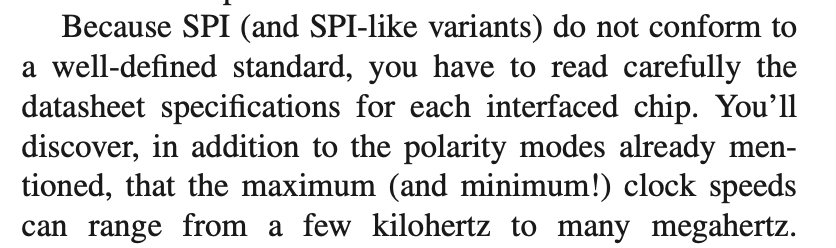 Because SPI (and SPI-like variants) do not conform to
a well-defined standard, you have to read carefully the
datasheet specifications for each interfaced chip. You’ll
discover, in addition to the polarity modes already men-
tioned, that the maximum (and minimum!) clock speeds
can range from a few kilohertz to many megahertz.